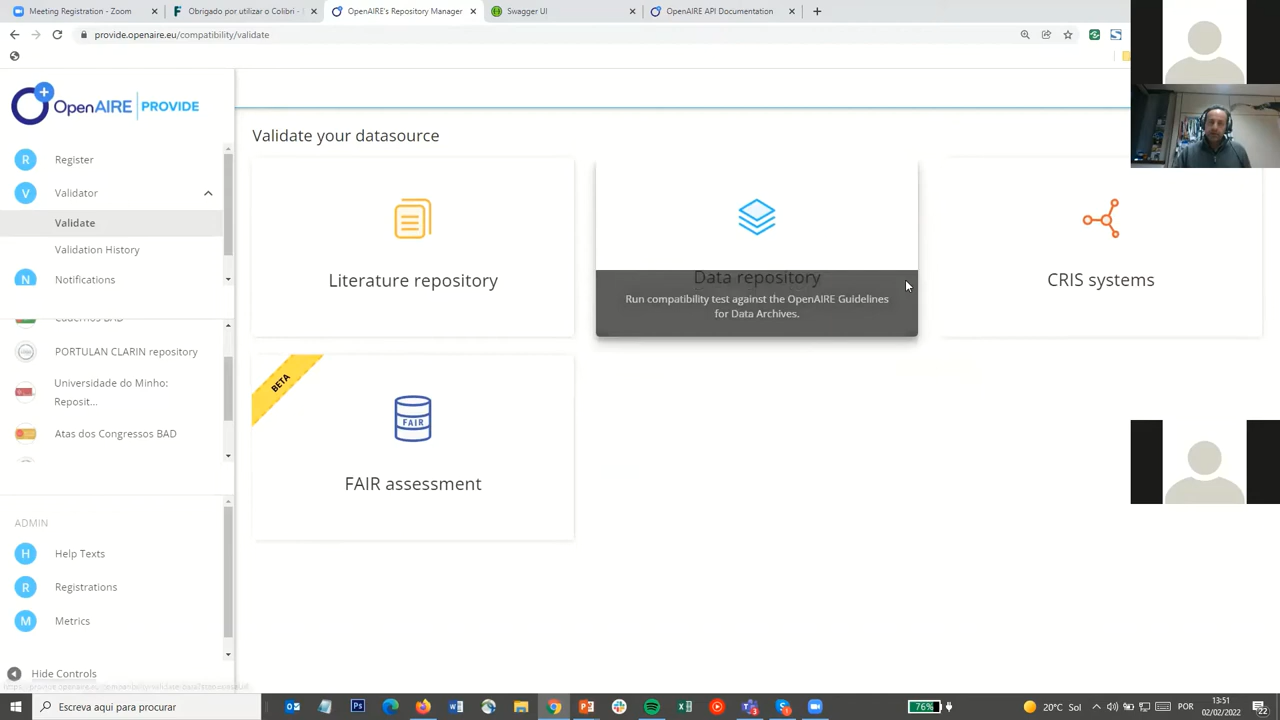 Meeting Registration - Zoom
Obrigado por utilizar o Colibri -
OpenAIRE's Repository Manager
Swagger UI
OpenAIRE API Documentation
provide.openaire.eu/compatibility/validate
OpenAIRE PROVIDE
R Register
V Validator
Validate
Validation History
N Notifications
Cadernos BAD
PORTULAN CLARIN repository
Universidade do Minho:
Reposit...
Atas dos Congressos BAD
ADMIN
H Help Texts
R Registrations
M Metrics
Hide Controls
Validate your datasource
Literature repository
Data repository
Run compatibility test against the OpenAIRE Guidelines
for Data Archives.
CRIS systems
BETA
FAIR
FAIR assessment
Escreva aqui para procurar
76%
20°C Sol
POR
13:51
02/02/2022
22